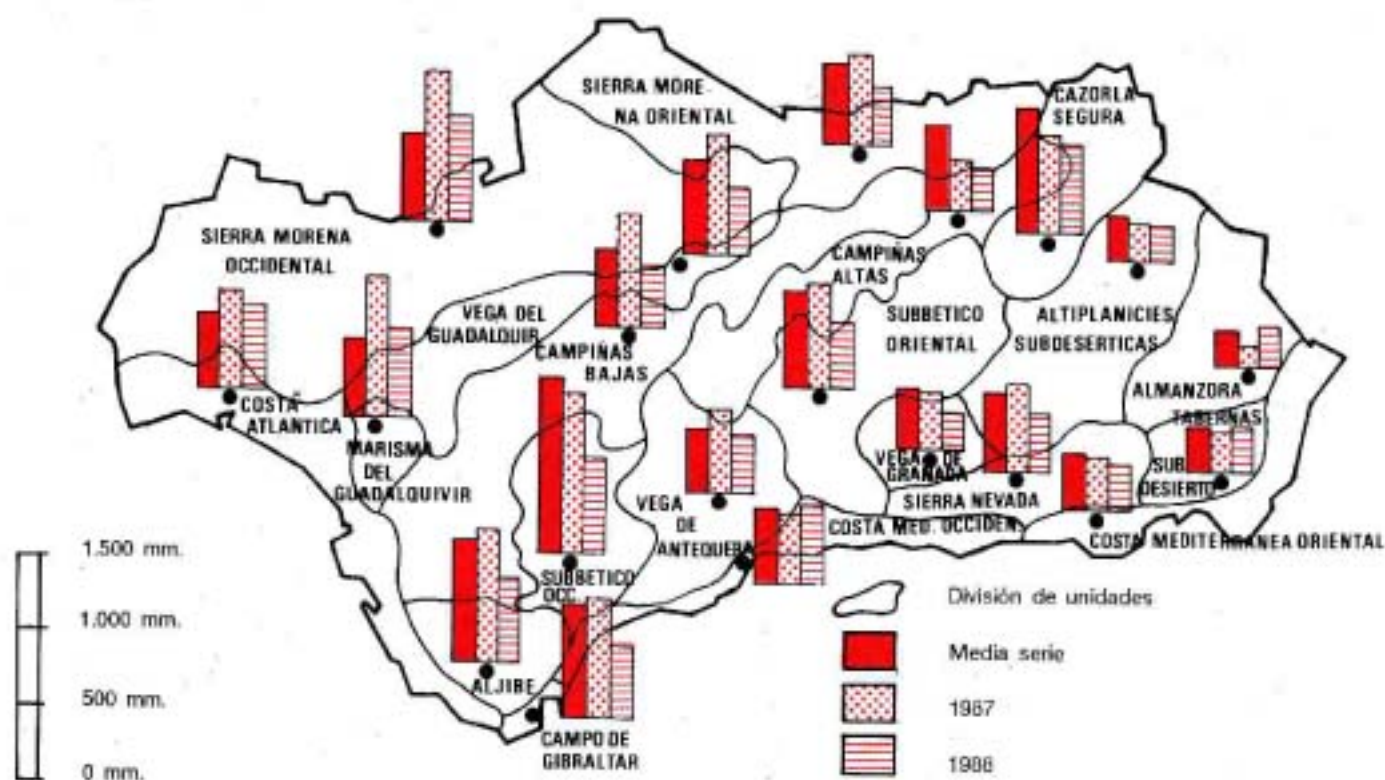 SIERRA MORE-
NA ORIENTAL
CAZORLA
SEGURA
SIERRA MORENA
OCCIDENTAL
CAMPIÑAS
ALTAS
VEGA DEL
GUADALQUIR
CAMPIÑAS
BAJAS
SUBBETICO
ORIENTAL
ALTIPLANICIES
SUBDESERTICAS
ALMANZORA
TABERNAS
COSTA
ATLANTICA
MARISMA
DEL
GUADALQUIVIR
VEGA DE
GRANADA
SUB
DESIERTO
SIERRA NEVADA
VEGA
DE
ANTEQUERA
COSTA MED. OCCIDEN.
COSTA MEDITERRANEA ORIENTAL
SUBBETICO
OCC.
ALJIBE
CAMPO DE
GIBRALTAR
1.500 mm.
1.000 mm.
500 mm.
0 mm.
División de unidades
Media serie
1987
1988